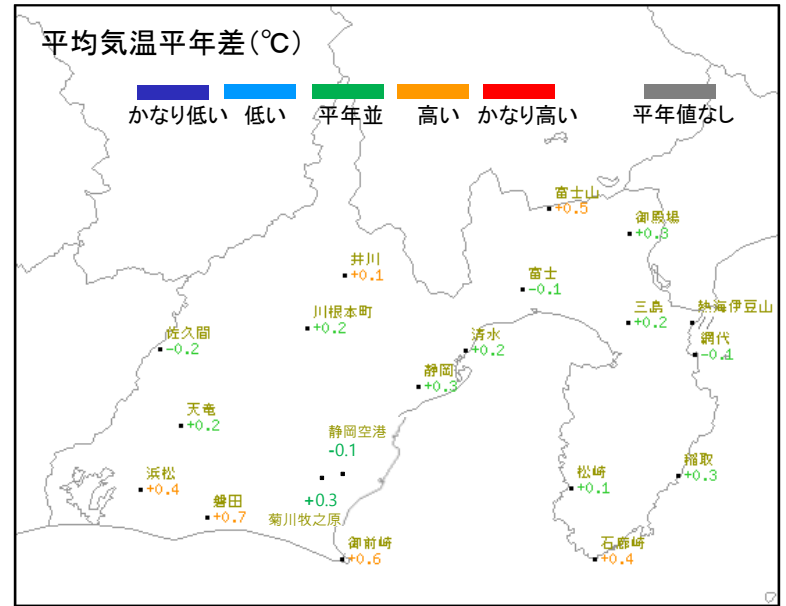 平均気温平年差(℃)
かなり低い 低い 平年並 高い かなり高い 平年値なし
富士山
+0.5
御殿場
+0.3
井川
+0.1
富士
-0.1
川根本町
+0.2
三島
+0.2
熱海伊豆山
佐久間
-0.2
清水
+0.2
網代
-0.1
静岡
+0.3
天竜
+0.2
静岡空港
-0.1
浜松
+0.4
松崎
+0.1
稲取
+0.3
磐田
+0.7
+0.3
菊川牧之原
御前崎
+0.6
石廊崎
+0.4